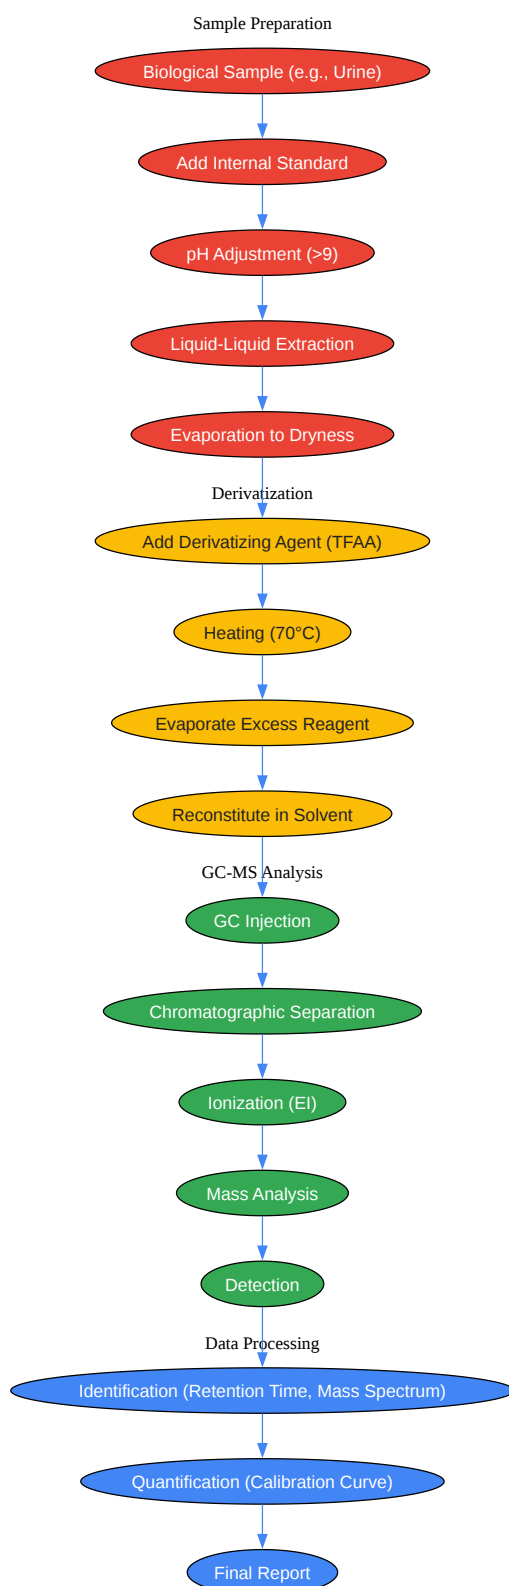 Sample Preparation
Biological Sample (e.g., Urine)
Add Internal Standard
pH Adjustment (>9)
Liquid-Liquid Extraction
Evaporation to Dryness
Derivatization
Add Derivatizing Agent (TFAA)
Heating (70°C)
Evaporate Excess Reagent
Reconstitute in Solvent
GC-MS Analysis
GC Injection
Chromatographic Separation
Ionization (EI)
Mass Analysis
Detection
Data Processing
Identification (Retention Time, Mass Spectrum)
Quantification (Calibration Curve)
Final Report